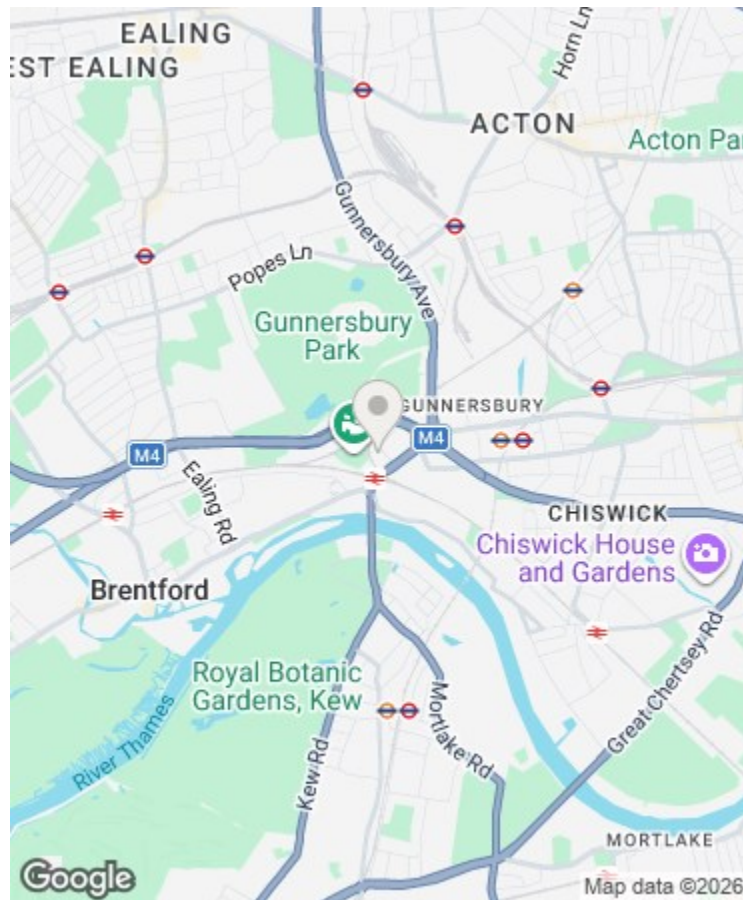 EALING
EST EALING
Horn Ln
ACTON
Acton Pa
Gunnersbury Ave
Popes Ln
Gunnersbury
Park
GUNNERSBURY
M4
M4
Ealing Rd
CHISWICK
Chiswick House
and Gardens
Brentford
Royal Botanic
Gardens, Kew
River Thames
Kew Rd
Mortlake Rd
Great Chertsey Rd
MORTLAKE
Google
Map data ©2026